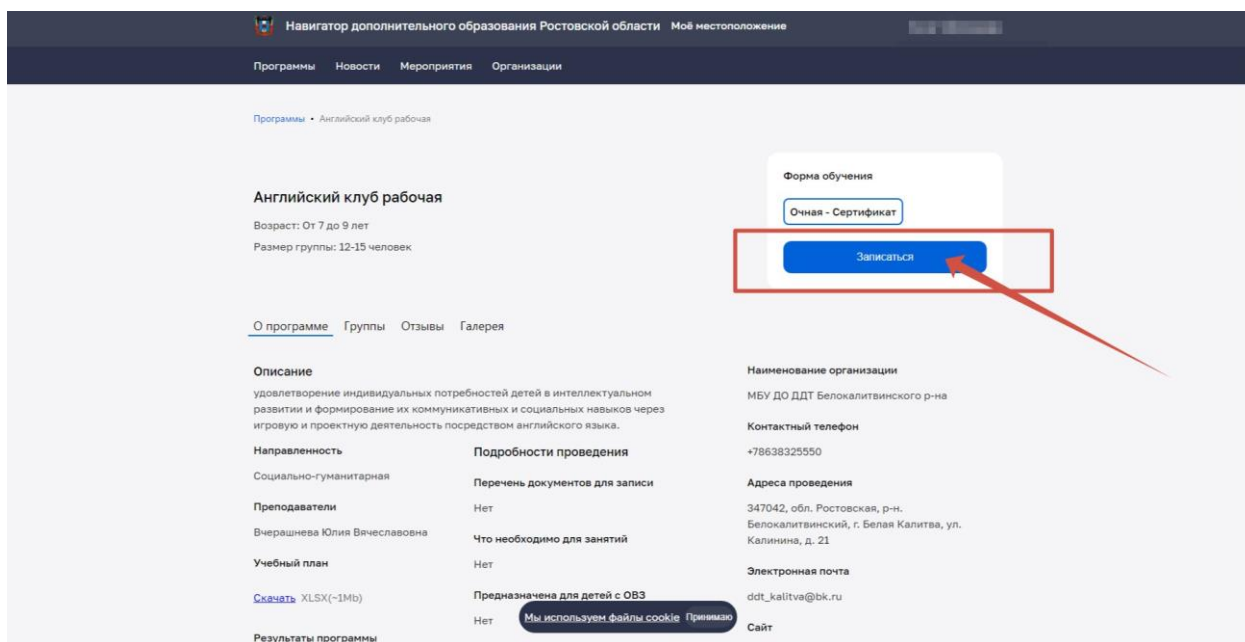 Навигатор дополнительного образования Ростовской области Моё местоположение
Программы Новости Мероприятия Организации
Программы • Английский клуб рабочая
Английский клуб рабочая
Возраст: От 7 до 9 лет
Размер группы: 12-15 человек
Форма обучения
Очная - Сертификат
Записаться
О программе Группы Отзывы Галерея
Описание
удовлетворение индивидуальных потребностей детей в интеллектуальном
развитии и формирование их коммуникативных и социальных навыков через
игровую и проектную деятельность посредством английского языка.
Направленность
Социально-гуманитарная
Преподаватели
Вчерашнева Юлия Вячеславовна
Учебный план
Скачать XLSX(~1Mb)
Результаты программы
Подробности проведения
Перечень документов для записи
Нет
Что необходимо для занятий
Нет
Предназначена для детей с ОВЗ
Нет
Наименование организации
МБУ ДО ДДТ Белокалитвинского р-на
Контактный телефон
+78638325550
Адреса проведения
347042, обл. Ростовская, р-н.
Белокалитвинский, г. Белая Калитва, ул.
Калинина, д. 21
Электронная почта
ddt_kalitva@bk.ru
Сайт
Мы используем файлы cookie Принимаю